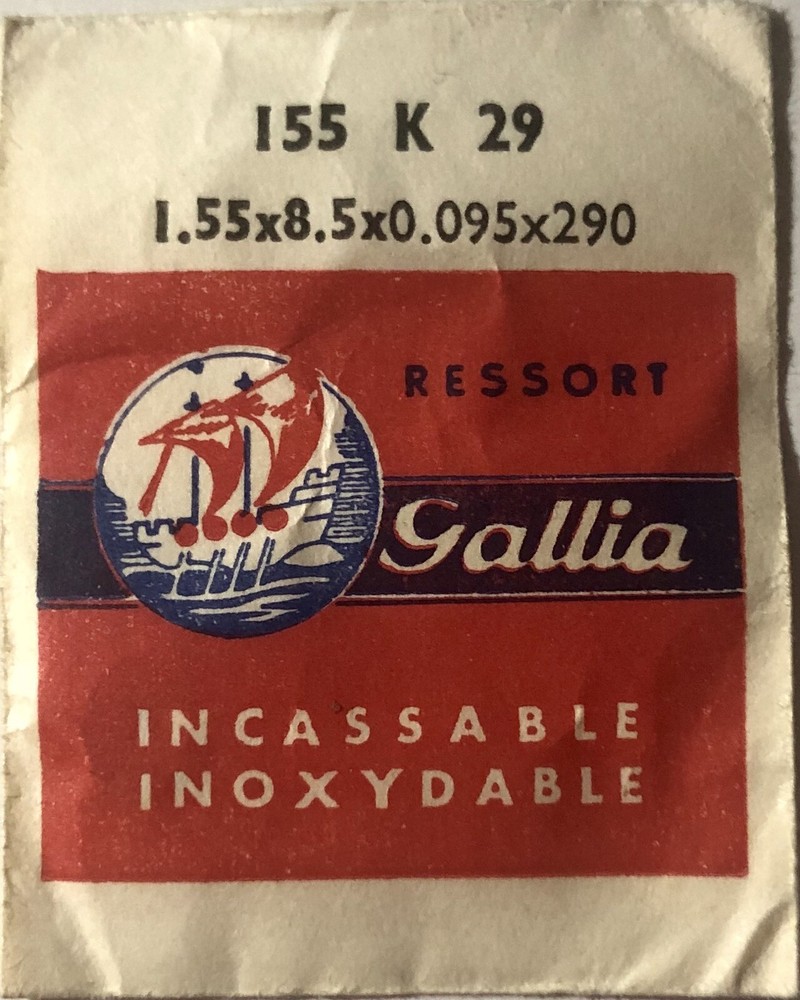 155 K 29
1.55x8.5x0.095x290
RESSORT
Gallia
INCASSABLE
INOXYDABLE